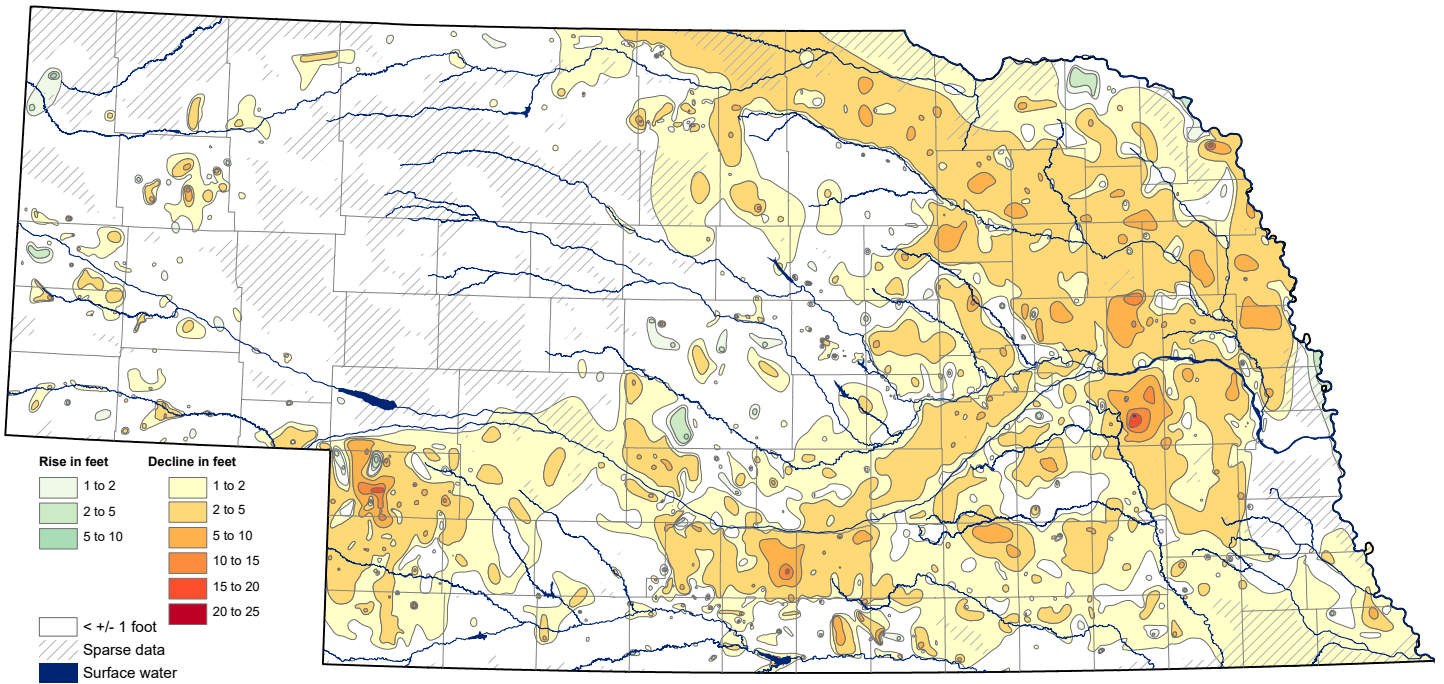 Rise in feet
1 to 2
2 to 5
5 to 10
Decline in feet
1 to 2
2 to 5
5 to 10
10 to 15
15 to 20
20 to 25
< +/- 1 foot
Sparse data
Surface water